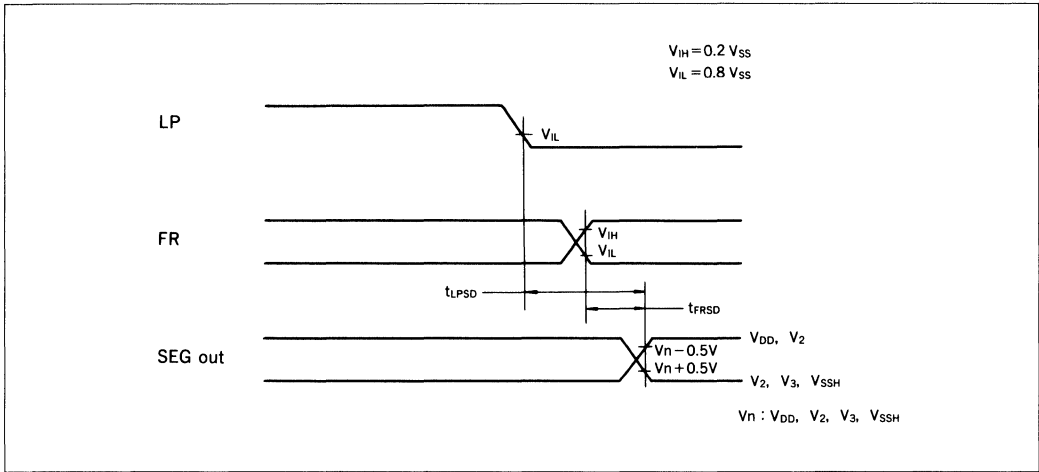 VIH=0.2 VSS
VIL=0.8 VSS
LP
VIL
FR
VIH
VIL
tLPSD
tFRSD
SEG out
VDD, V2
Vn−0.5V
Vn+0.5V
V2, V3, VSSH
Vn : VDD, V2, V3, VSSH